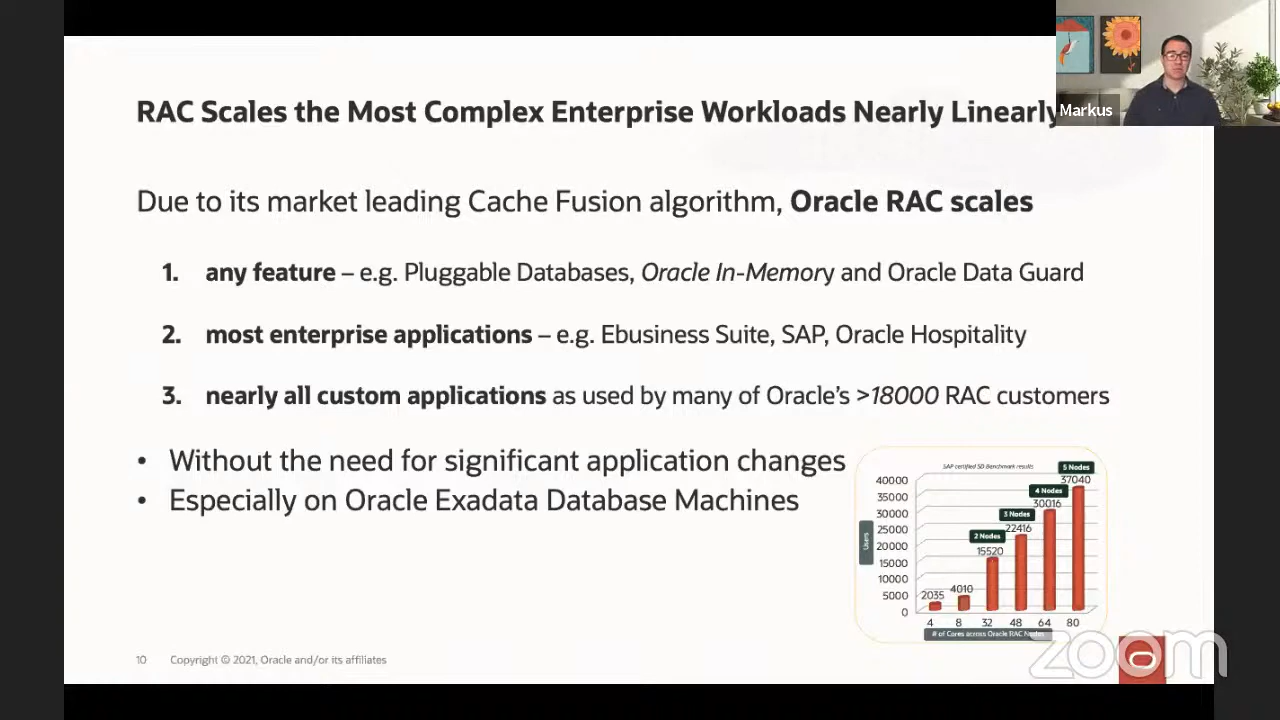 RAC Scales the Most Complex Enterprise Workloads Nearly Linearly
Markus
Due to its market leading Cache Fusion algorithm, Oracle RAC scales
1. any feature – e.g. Pluggable Databases, Oracle In-Memory and Oracle Data Guard
2. most enterprise applications – e.g. Ebusiness Suite, SAP, Oracle Hospitality
3. nearly all custom applications as used by many of Oracle's >18000 RAC customers
• Without the need for significant application changes
• Especially on Oracle Exadata Database Machines
SAP certified SD Benchmark results
Users
40000
35000
30000
25000
20000
15000
10000
5000
0
2035
4010
2 Nodes
15520
3 Nodes
22416
4 Nodes
30016
5 Nodes
37040
4 8 32 48 64 80
# of Cores across Oracle RAC Nodes
10 Copyright © 2021, Oracle and/or its affiliates
zoom